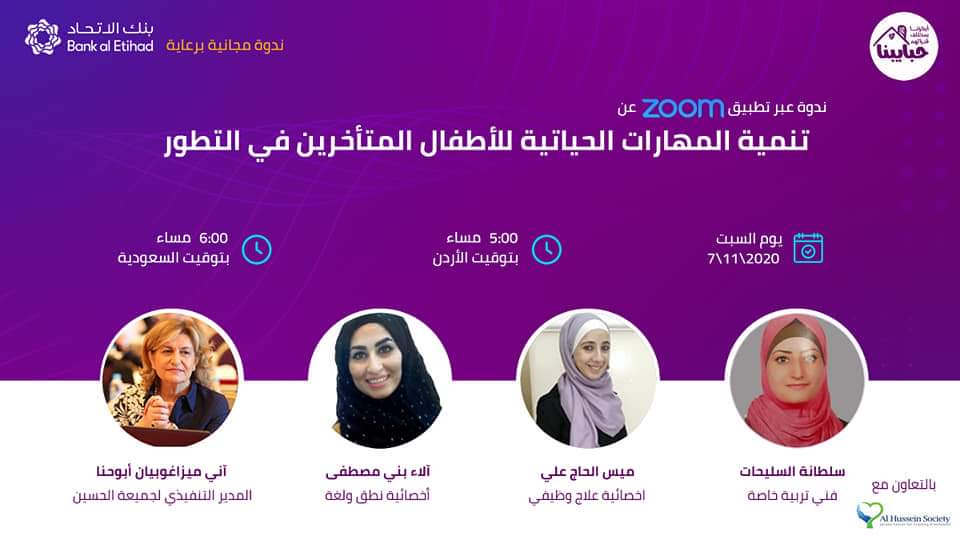 بنك الاتحاد
Bank al Etihad
ندوة مجانية برعاية
حبايبنا
ندوة عبر تطبيق zoom عن
تنمية المهارات الحياتية للأطفال المتأخرين في التطور
يوم السبت
7\11\2020
5:00 مساء
بتوقيت الأردن
6:00 مساء
بتوقيت السعودية
سلطانة السليحات
فني تربية خاصة
ميس الحاج علي
اخصائية علاج وظيفي
آلاء بني مصطفى
أخصائية نطق ولغة
آني ميزاغوبيان أبوحنا
المدير التنفيذي لجميعة الحسين
بالتعاون مع
Al Hussein Society